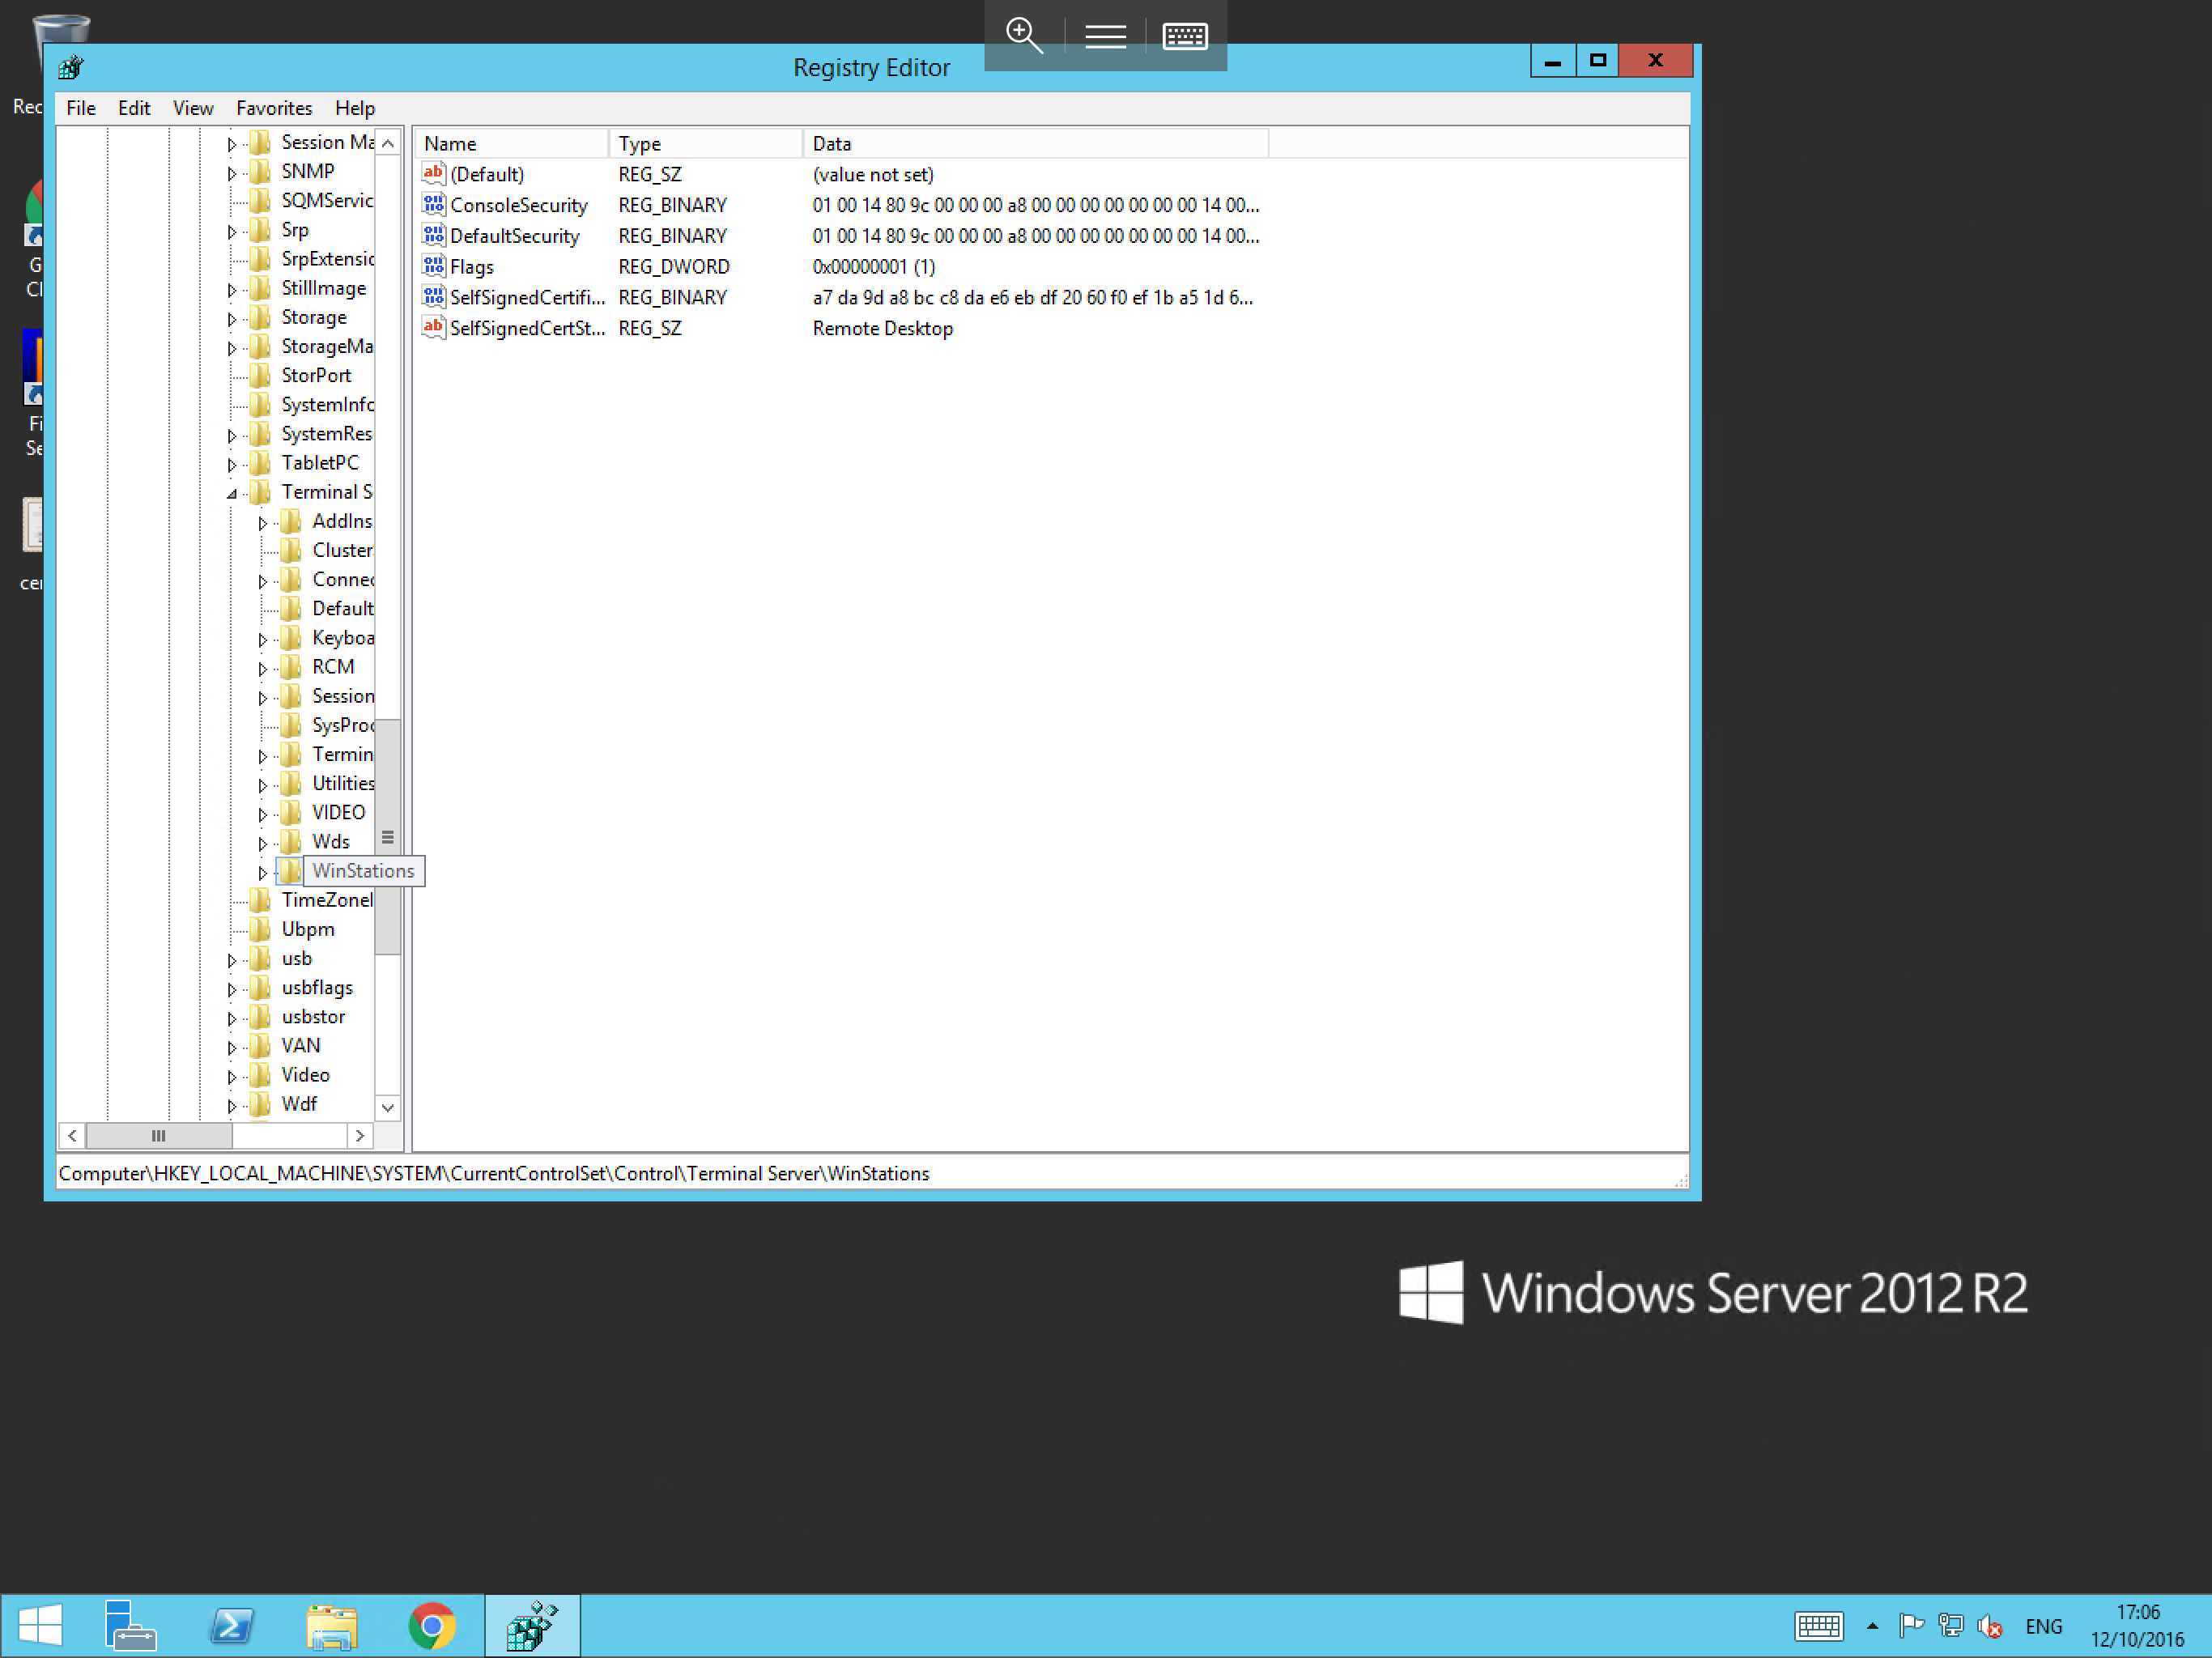 Registry Editor
File Edit View Favorites Help
Rec
Session Ma
SNMP
SQMServic
Srp
SrpExtensic
StillImage
Storage
StorageMa
StorPort
SystemInfo
SystemRes
TabletPC
Terminal S
AddIns
Cluster
Connec
Default
Keyboa
RCM
Session
SysProc
Termin
Utilities
VIDEO
Wds
WinStations
TimeZoneI
Ubpm
usb
usbflags
usbstor
VAN
Video
Wdf
Name Type Data
(Default) REG_SZ (value not set)
ConsoleSecurity REG_BINARY 01 00 14 80 9c 00 00 00 a8 00 00 00 00 00 00 00 14 00...
DefaultSecurity REG_BINARY 01 00 14 80 9c 00 00 00 a8 00 00 00 00 00 00 00 14 00...
Flags REG_DWORD 0x00000001 (1)
SelfSignedCertifi... REG_BINARY a7 da 9d a8 bc c8 da e6 eb df 20 60 f0 ef 1b a5 1d 6...
SelfSignedCertSt... REG_SZ Remote Desktop
G
Cl
Fi
Se
cer
Computer\HKEY_LOCAL_MACHINE\SYSTEM\CurrentControlSet\Control\Terminal Server\WinStations
Windows Server 2012 R2
ENG
17:06
12/10/2016